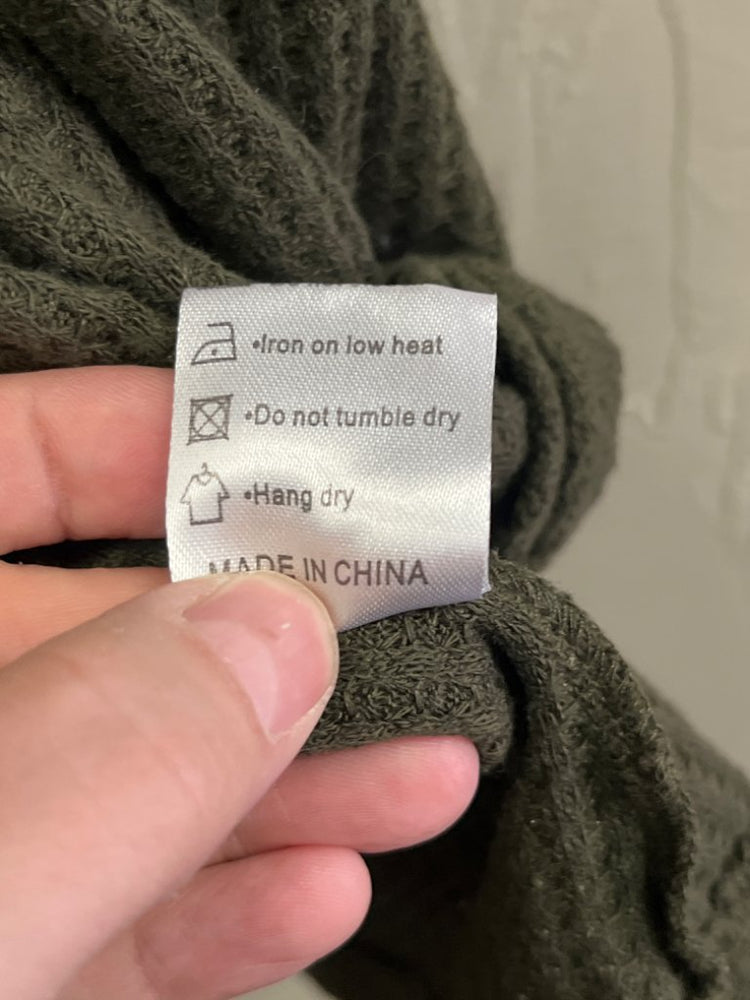 •Iron on low heat
•Do not tumble dry
•Hang dry
MADE IN CHINA